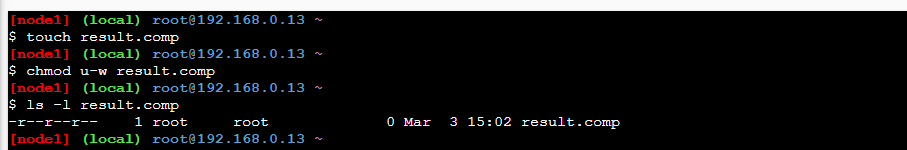 [node1] (local) root@192.168.0.13 ~
$ touch result.comp
[node1] (local) root@192.168.0.13 ~
$ chmod u-w result.comp
[node1] (local) root@192.168.0.13 ~
$ ls -l result.comp
-r--r--r--    1 root     root             0 Mar  3 15:02 result.comp
[node1] (local) root@192.168.0.13 ~